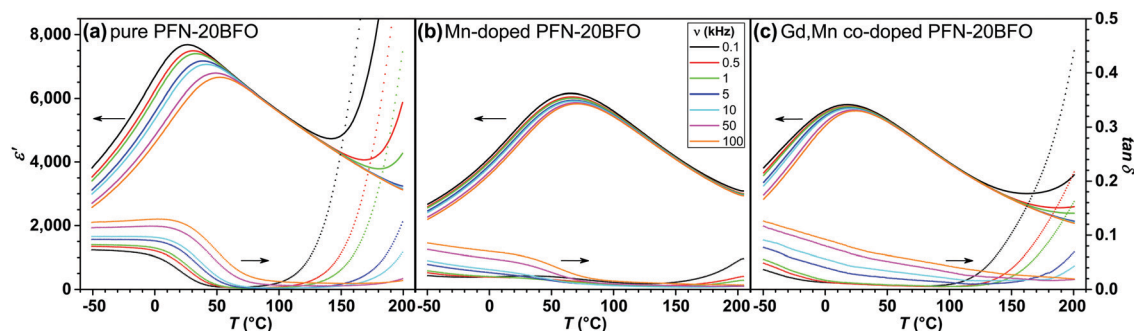 (a) pure PFN-20BFO
(b) Mn-doped PFN-20BFO
(c) Gd,Mn co-doped PFN-20BFO
8,000
6,000
4,000
2,000
0
ε'
ν (kHz)
0.1
0.5
1
5
10
50
100
0.5
0.4
0.3
0.2
0.1
0.0
tan δ
-50 0 50 100 150 200
-50 0 50 100 150 200
-50 0 50 100 150 200
T (°C)
T (°C)
T (°C)